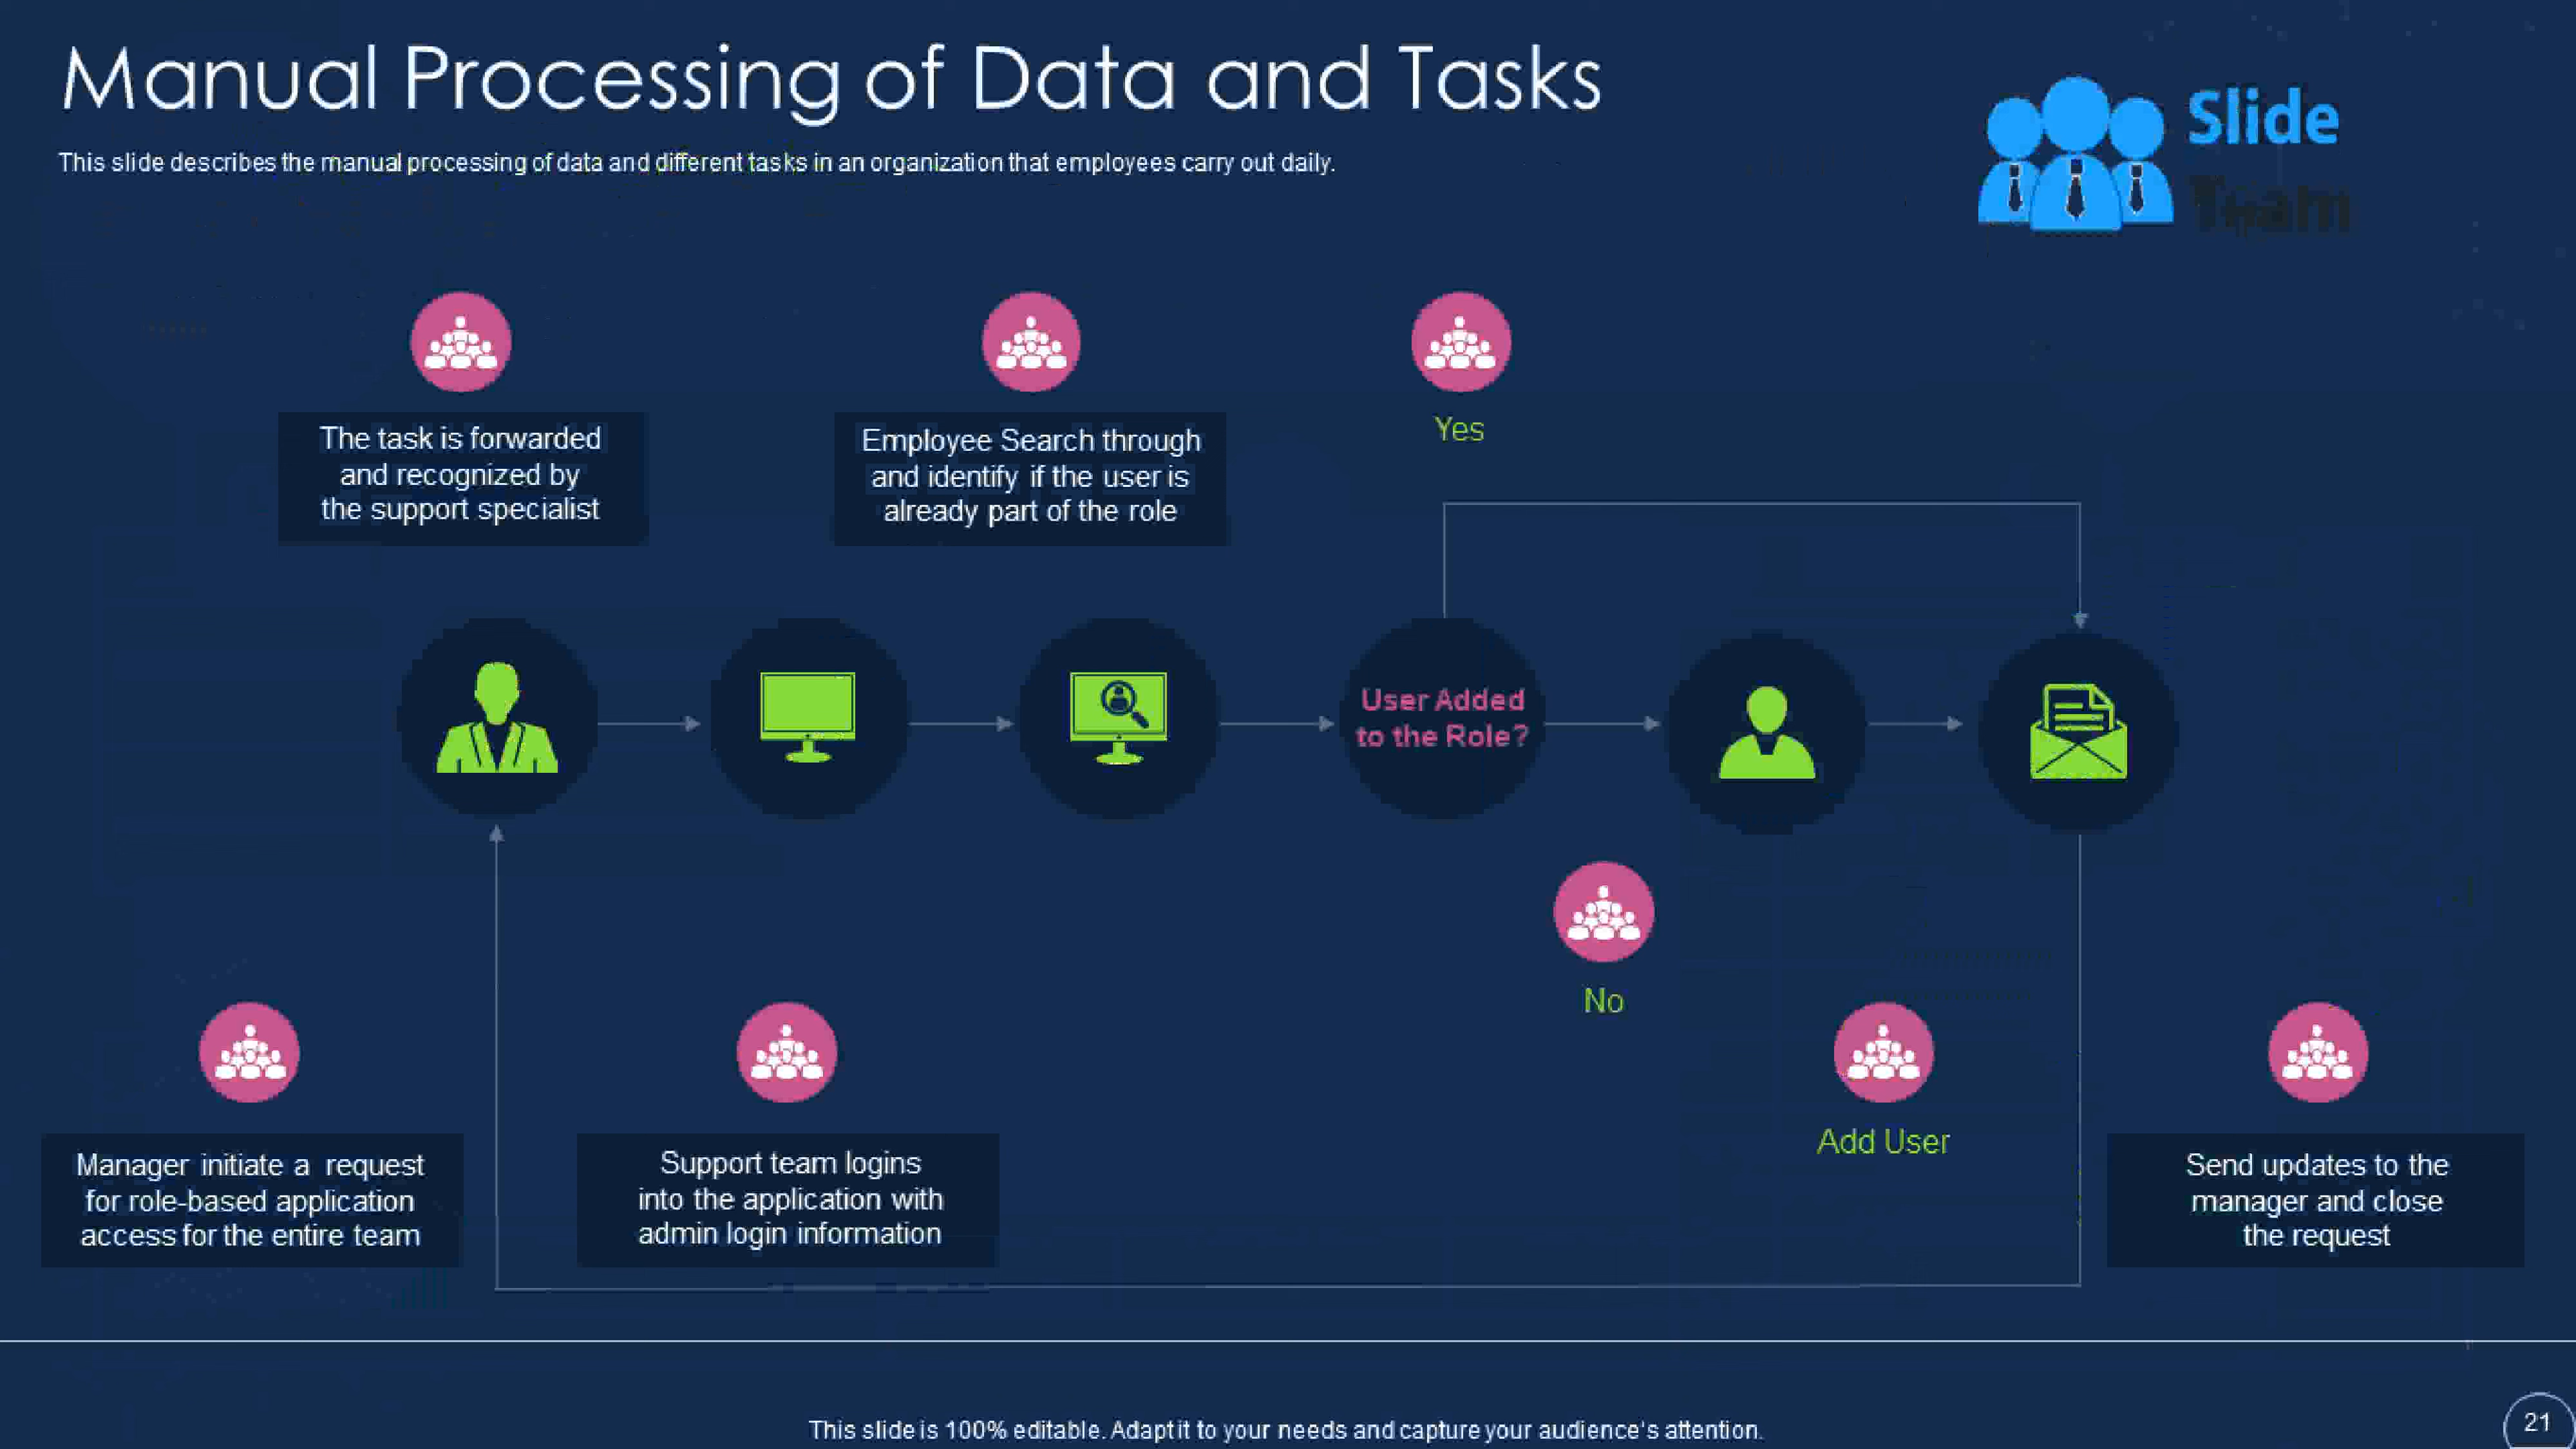 Manual Processing of Data and Tasks
This slide describes the manual processing of data and different tasks in an organization that employees carry out daily.
Slide
Team
The task is forwarded
and recognized by
the support specialist
Employee Search through
and identify if the user is
already part of the role
Yes
User Added
to the Role?
No
Manager initiate a request
for role-based application
access for the entire team
Support team logins
into the application with
admin login information
Add User
Send updates to the
manager and close
the request
This slide is 100% editable. Adapt it to your needs and capture your audience's attention.
21